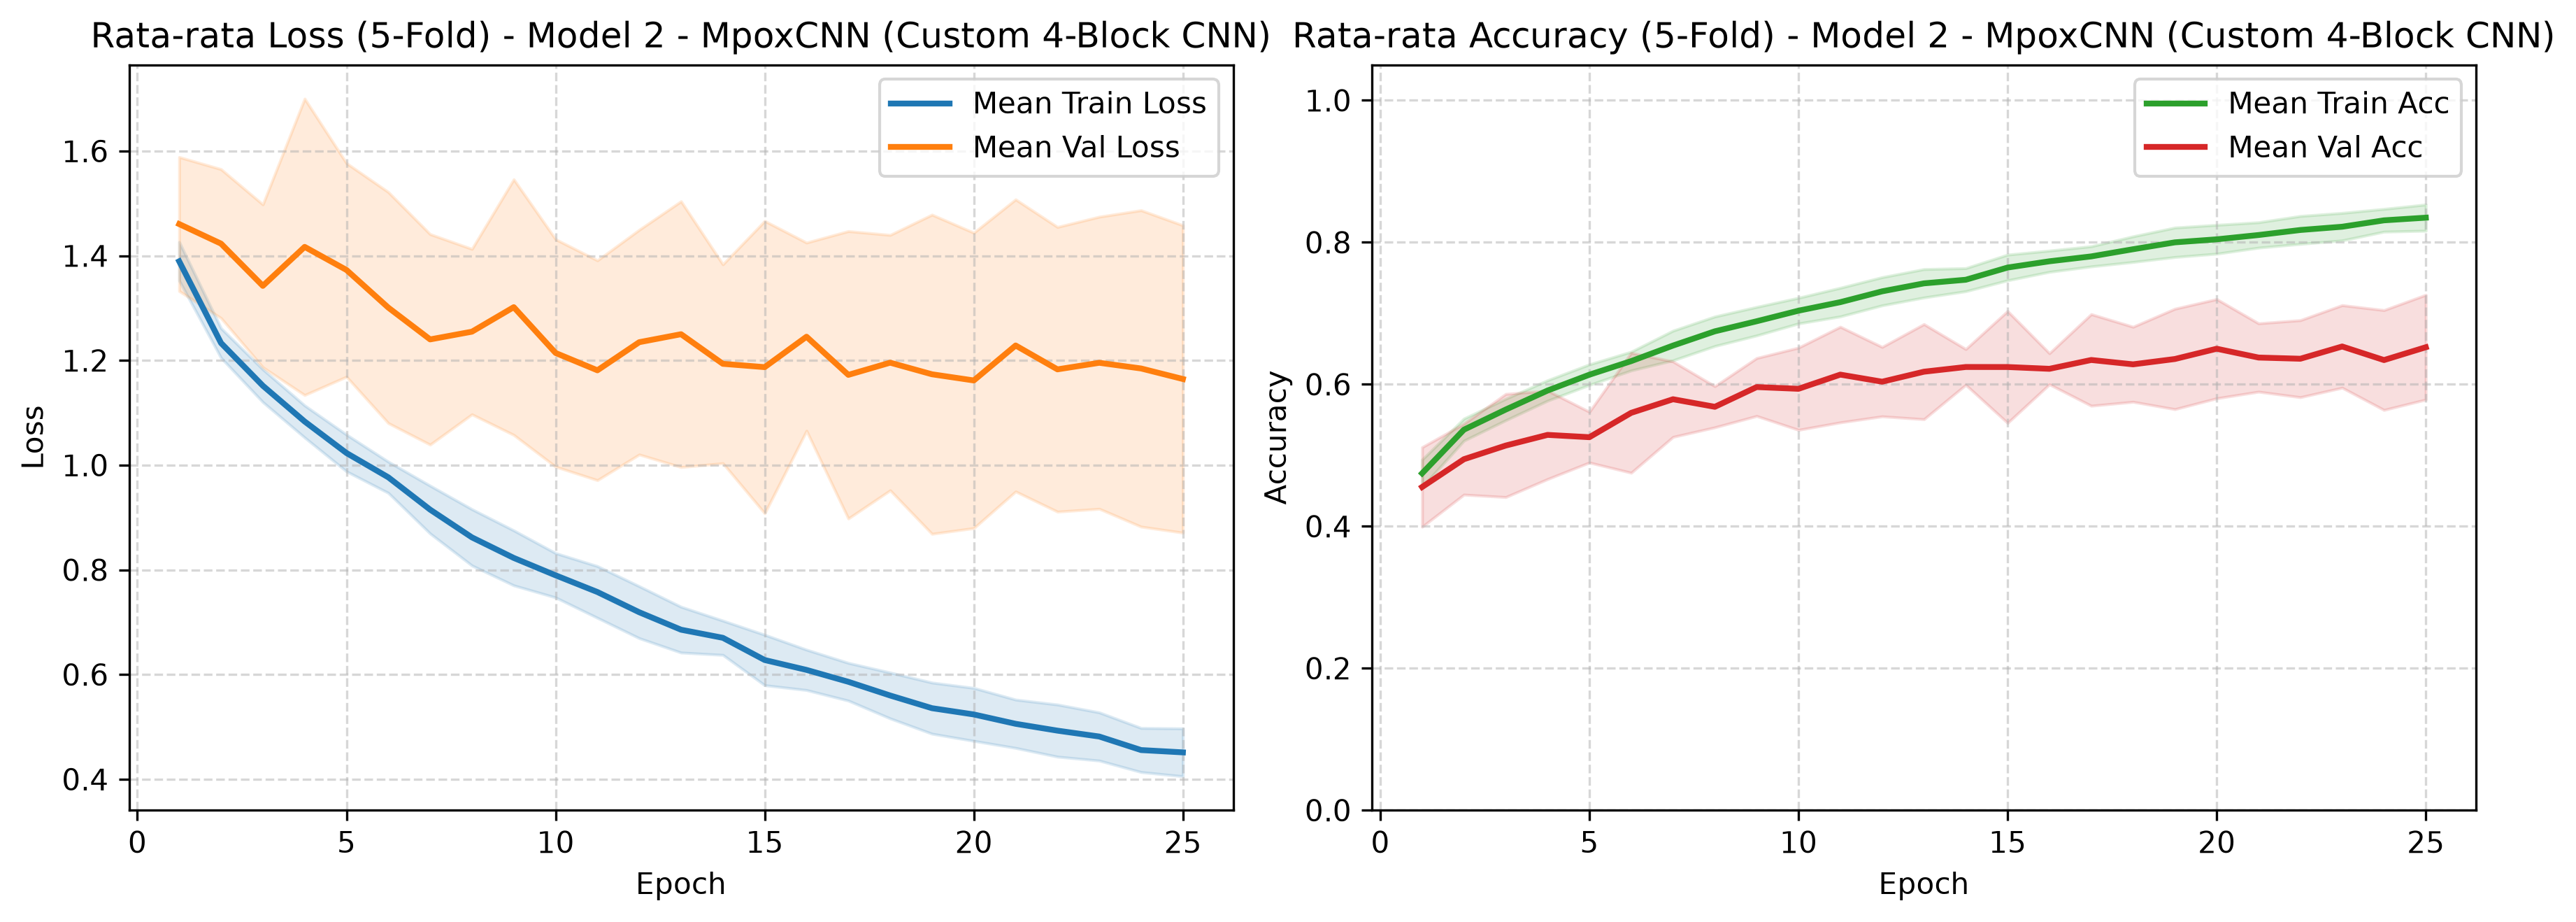 Rata-rata Loss (5-Fold) - Model 2 - MpoxCNN (Custom 4-Block CNN)
Mean Train Loss
Mean Val Loss
1.6
1.4
1.2
1.0
0.8
0.6
0.4
Loss
0 5 10 15 20 25
Epoch
Rata-rata Accuracy (5-Fold) - Model 2 - MpoxCNN (Custom 4-Block CNN)
Mean Train Acc
Mean Val Acc
1.0
0.8
0.6
0.4
0.2
0.0
Accuracy
0 5 10 15 20 25
Epoch